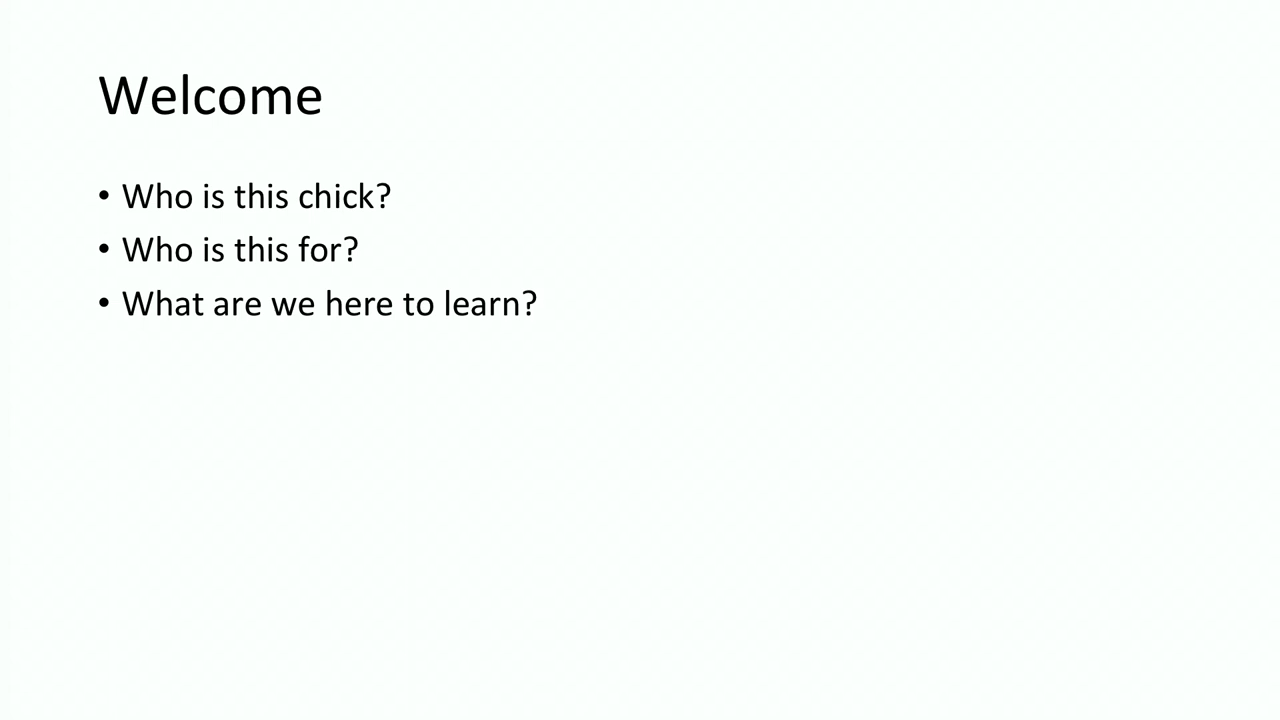 Welcome
• Who is this chick?
• Who is this for?
• What are we here to learn?